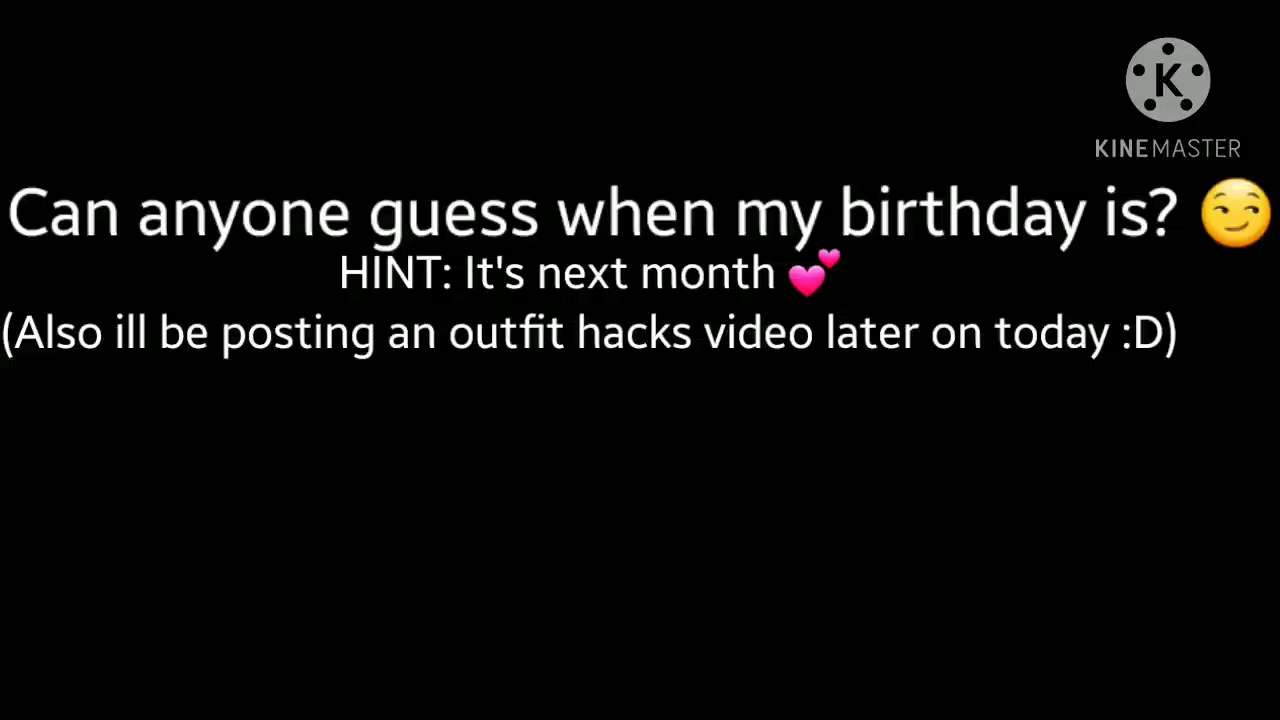 K
KINEMASTER
Can anyone guess when my birthday is? 😏
HINT: It's next month 💕
(Also ill be posting an outfit hacks video later on today :D)